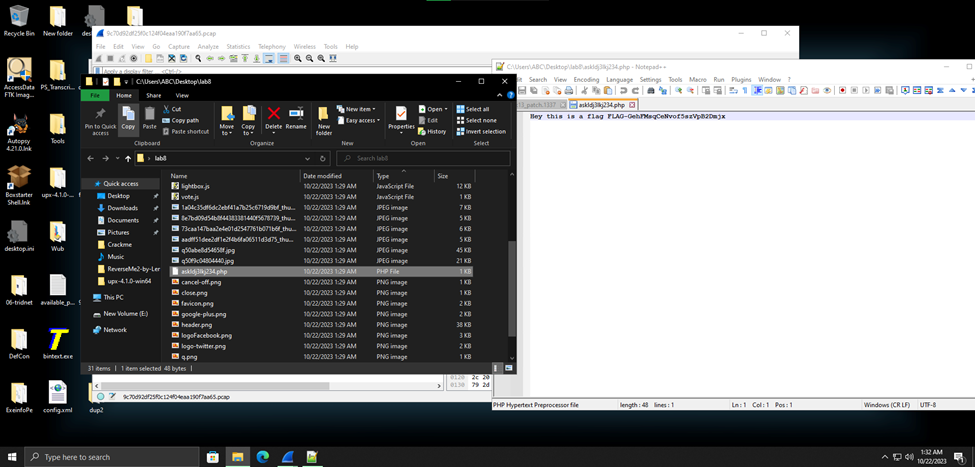 Recycle Bin
New folder
desktop.ini
AccessData
FTK Imag...
PS_Transcri...
Autopsy
4.21.0.lnk
Tools
Boxstarter
Shell.lnk
upx-4.1.0-...
desktop.ini
Wub
06-tridnet
available_p...
DefCon
bintext.exe
ExeinfoPe
config.xml
dup2
9c70d92df25f0c124f04eaa190f7aa65.pcap
File Edit View Go Capture Analyze Statistics Telephony Wireless Tools Help
Apply a display filter ... <Ctrl-/>
C:\Users\ABC\Desktop\lab8
File Home Share View
Pin to Quick
access
Copy
Paste
Cut
Copy path
Paste shortcut
Move
to
Copy
to
Delete
Rename
New
folder
New item
Easy access
Properties
Open
Edit
History
Select all
Select none
Invert selection
Clipboard Organize New Open Select
lab8
Search lab8
Quick access
Desktop
Downloads
Documents
Pictures
Crackme
Music
ReverseMe2-by-Ler
upx-4.1.0-win64
This PC
New Volume (E:)
Network
Name Date modified Type Size
lightbox.js 10/22/2023 1:29 AM JavaScript File 12 KB
vote.js 10/22/2023 1:29 AM JavaScript File 1 KB
1a04c35df6dc2ebf41a7b25c6719d9bf_thu... 10/22/2023 1:29 AM JPEG image 7 KB
8e7bd09d54b8f44383381440f5678739_thu... 10/22/2023 1:29 AM JPEG image 5 KB
73caa147baa2e4e01d2547761b071b6f_thu... 10/22/2023 1:29 AM JPEG image 6 KB
aadff51dee2df1e2f4b6fa06511d3d75_thu... 10/22/2023 1:29 AM JPEG image 5 KB
q50abe8d54658f.jpg 10/22/2023 1:29 AM JPEG image 45 KB
q50f9c04804440.jpg 10/22/2023 1:29 AM JPEG image 21 KB
askldj3lkj234.php 10/22/2023 1:29 AM PHP File 1 KB
cancel-off.png 10/22/2023 1:29 AM PNG image 1 KB
close.png 10/22/2023 1:29 AM PNG image 1 KB
favicon.png 10/22/2023 1:29 AM PNG image 2 KB
google-plus.png 10/22/2023 1:29 AM PNG image 2 KB
header.png 10/22/2023 1:29 AM PNG image 38 KB
logoFacebook.png 10/22/2023 1:29 AM PNG image 3 KB
logo-twitter.png 10/22/2023 1:29 AM PNG image 2 KB
q.png 10/22/2023 1:29 AM PNG image 1 KB
31 items 1 item selected 48 bytes
0120 2c 20
0130 79 2d
9c70d92df25f0c124f04eaa190f7aa65.pcap
C:\Users\ABC\Desktop\lab8\askldj3lkj234.php - Notepad++
Search View Encoding Language Settings Tools Macro Run Plugins Window ?
askldj3lkj234.php
Hey this is a flag FLAG-GehFMsqCeNvof5szVpB2Dmjx
PHP Hypertext Preprocessor file length : 48 lines : 1 Ln : 1 Col : 1 Pos : 1 Windows (CR LF) UTF-8
Type here to search
1:32 AM
10/22/2023